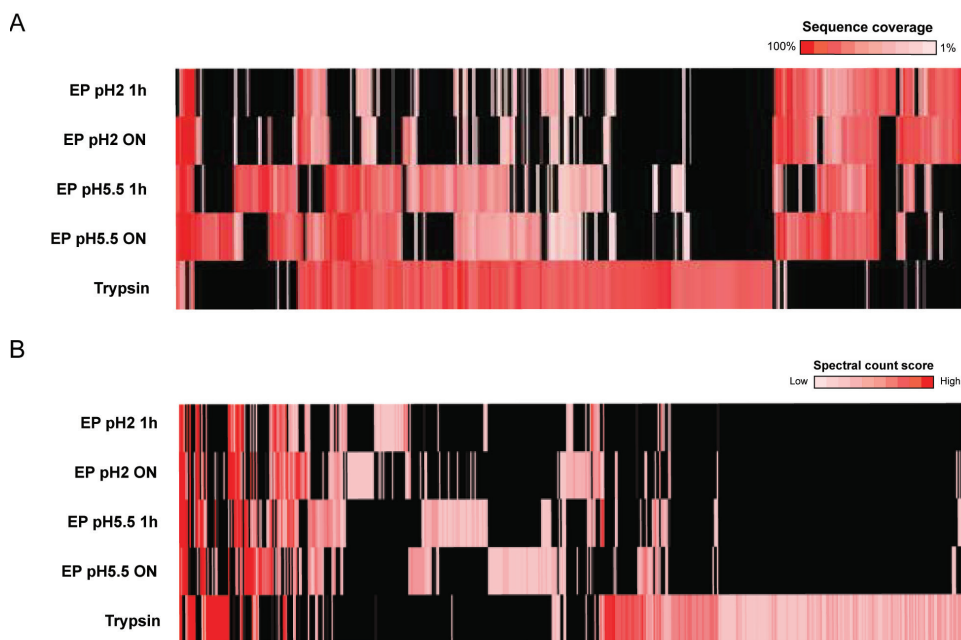 A
Sequence coverage
100% 1%
EP pH2 1h
EP pH2 ON
EP pH5.5 1h
EP pH5.5 ON
Trypsin
B
Spectral count score
Low High
EP pH2 1h
EP pH2 ON
EP pH5.5 1h
EP pH5.5 ON
Trypsin